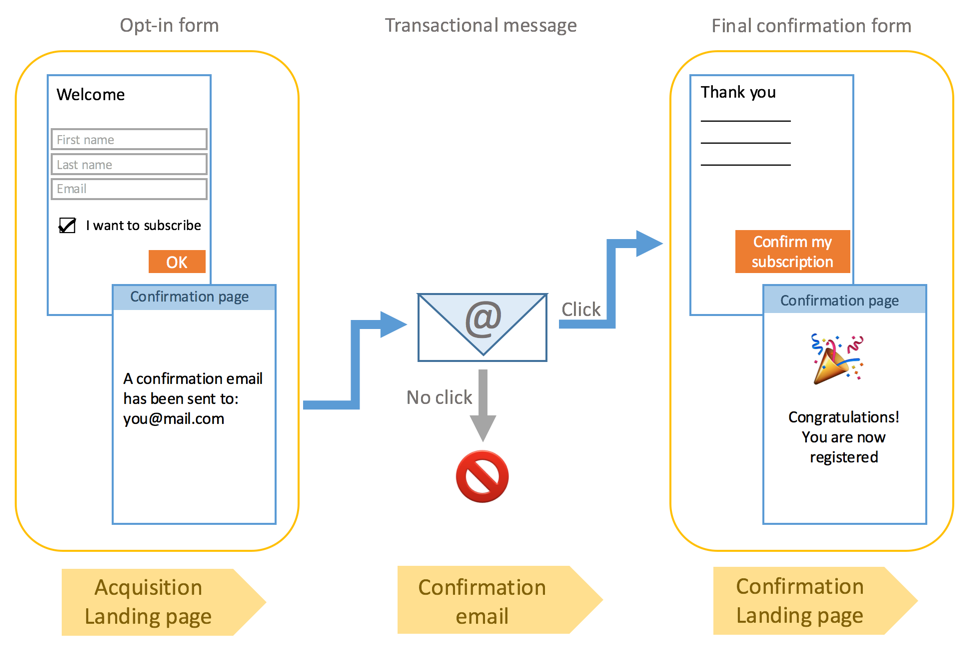 Opt-in form
Transactional message
Final confirmation form
Welcome
First name
Last name
Email
I want to subscribe
OK
Confirmation page
A confirmation email
has been sent to:
you@mail.com
@
Click
No click
Thank you
Confirm my
subscription
Confirmation page
Congratulations!
You are now
registered
Acquisition
Landing page
Confirmation
email
Confirmation
Landing page